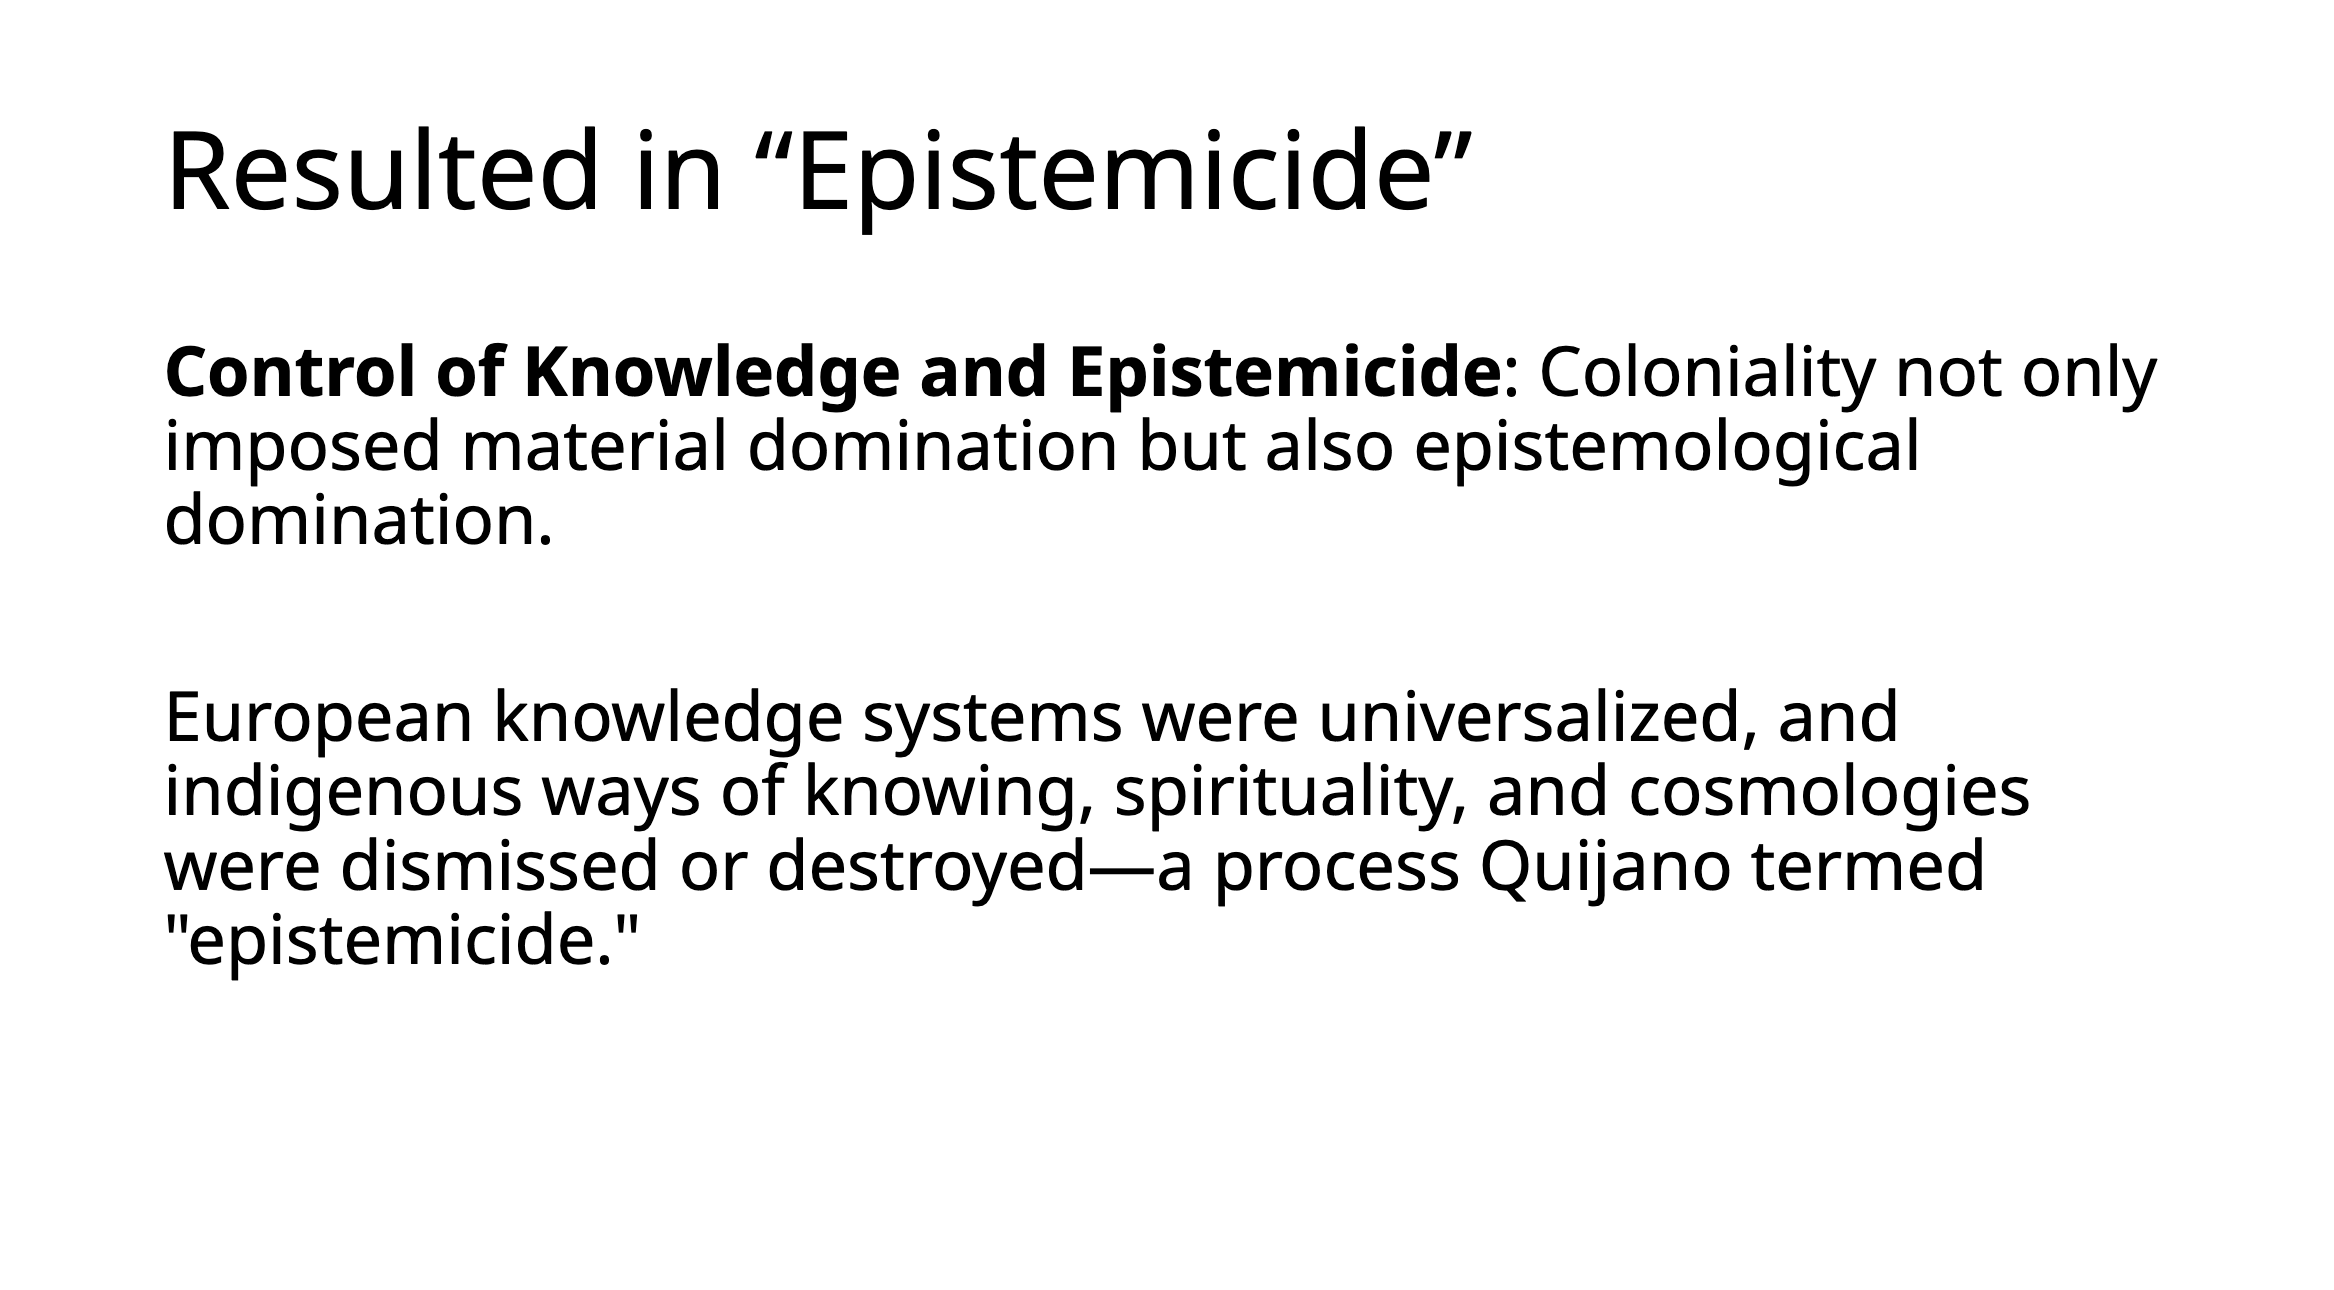 Resulted in “Epistemicide”
Control of Knowledge and Epistemicide: Coloniality not only
imposed material domination but also epistemological
domination.
European knowledge systems were universalized, and
indigenous ways of knowing, spirituality, and cosmologies
were dismissed or destroyed—a process Quijano termed
"epistemicide."